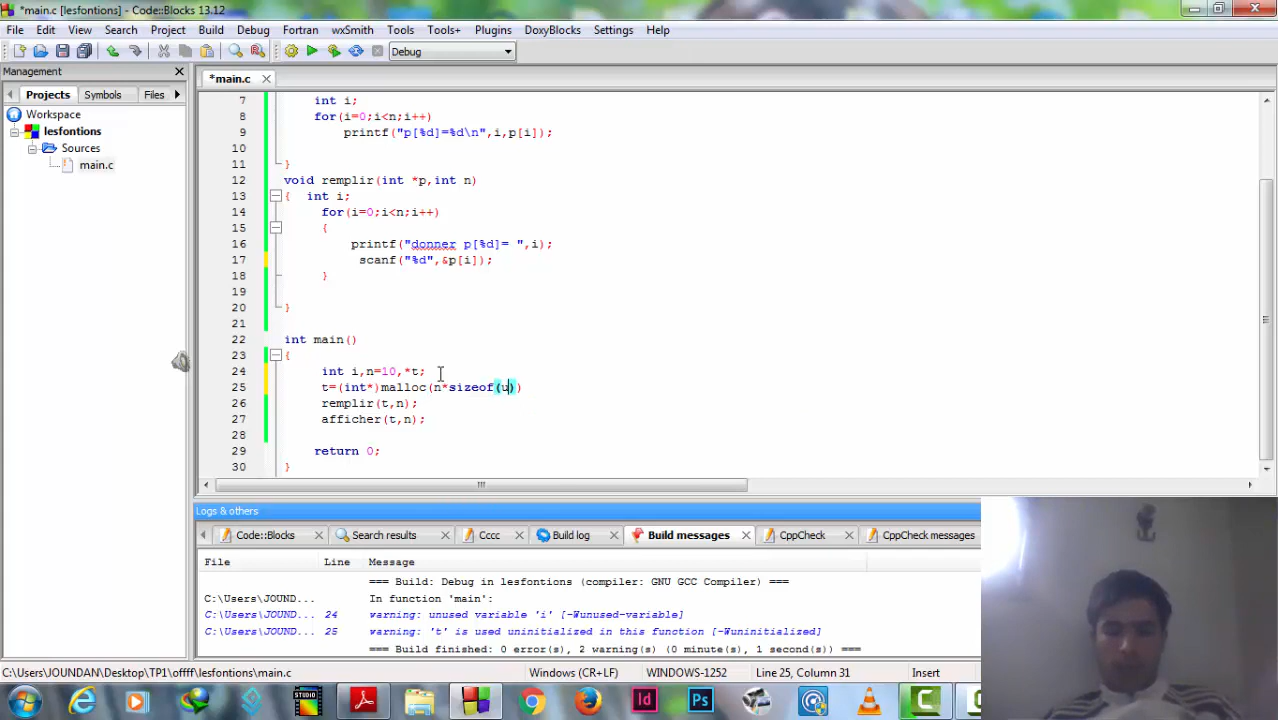 *main.c [lesfontions] - Code::Blocks 13.12
File Edit View Search Project Build Debug Fortran wxSmith Tools Tools+ Plugins DoxyBlocks Settings Help
Debug
Management
*main.c
Projects Symbols Files
Workspace
lesfontions
Sources
main.c
7 int i;
8 for(i=0;i<n;i++)
9 printf("p[%d]=%d\n",i,p[i]);
10
11 }
12 void remplir(int *p,int n)
13 { int i;
14 for(i=0;i<n;i++)
15 {
16 printf("donner p[%d]= ",i);
17 scanf("%d",&p[i]);
18 }
19
20 }
21
22 int main()
23 {
24 int i,n=10,*t;
25 t=(int*)malloc(n*sizeof(u))
26 remplir(t,n);
27 afficher(t,n);
28
29 return 0;
30 }
Logs & others
Code::Blocks Search results Cccc Build log Build messages CppCheck CppCheck messages
File Line Message
=== Build: Debug in lesfontions (compiler: GNU GCC Compiler) ===
C:\Users\JOUND... In function 'main':
C:\Users\JOUND... 24 warning: unused variable 'i' [-Wunused-variable]
C:\Users\JOUND... 25 warning: 't' is used uninitialized in this function [-Wuninitialized]
=== Build finished: 0 error(s), 2 warning(s) (0 minute(s), 1 second(s)) ===
C:\Users\JOUNDAN\Desktop\TP1\offff\lesfontions\main.c Windows (CR+LF) WINDOWS-1252 Line 25, Column 31 Insert
STUDIO Id Ps